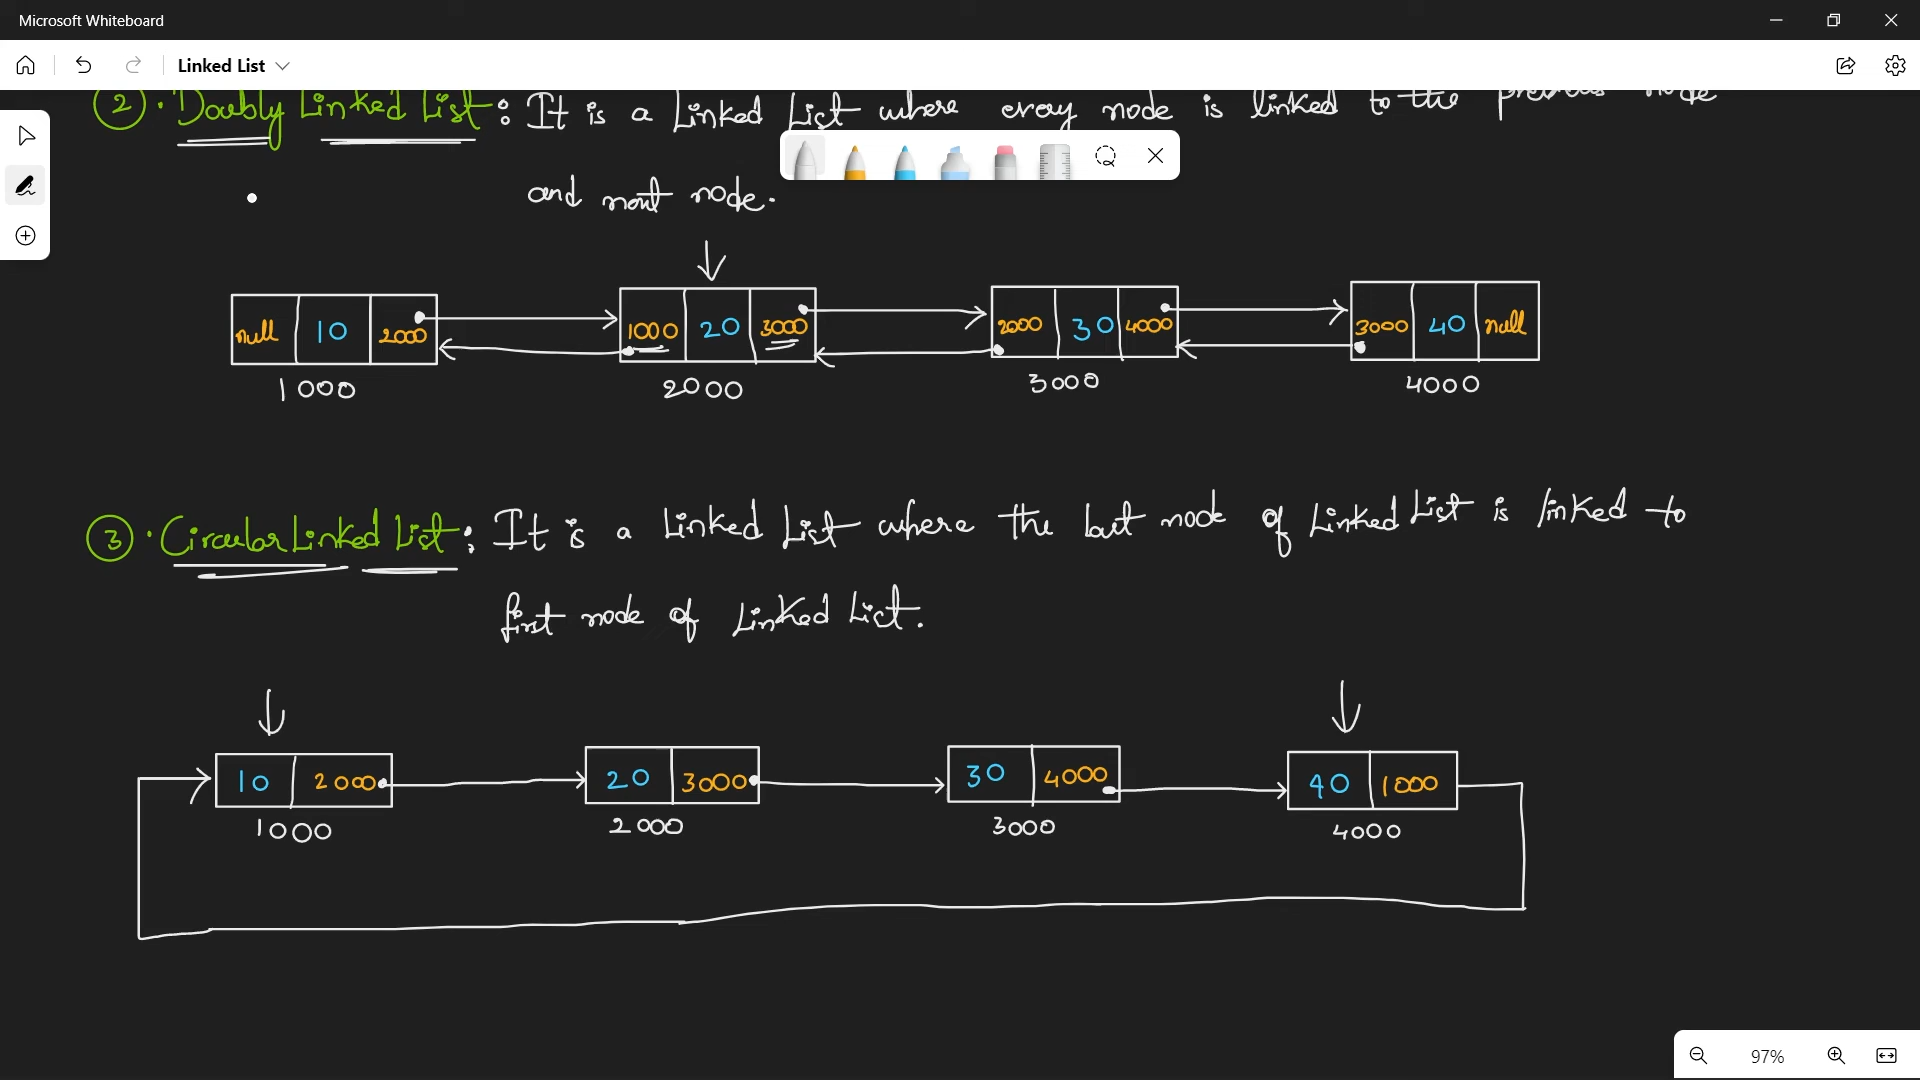 Microsoft Whiteboard
Linked List
② · Doubly Linked List : It is a Linked List where every node is linked to the previous node
and next node.
null 10 2000 1000 20 3000 2000 30 4000 3000 40 null
1000 2000 3000 4000
③ · Circular Linked List : It is a Linked List where the last node of Linked List is linked to
first node of Linked List.
10 2000 20 3000 30 4000 40 1000
1000 2000 3000 4000
97%